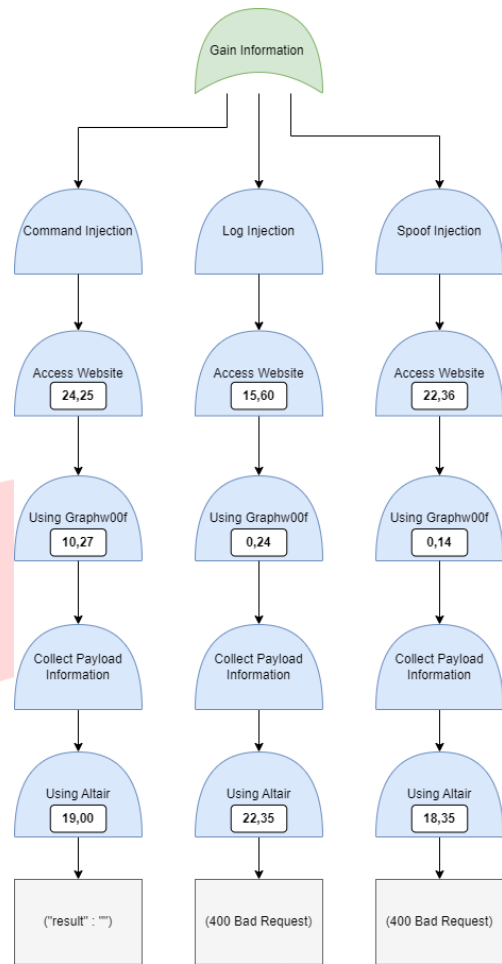 Gain Information
Command Injection
Log Injection
Spoof Injection
Access Website
24,25
Access Website
15,60
Access Website
22,36
Using Graphw00f
10,27
Using Graphw00f
0,24
Using Graphw00f
0,14
Collect Payload
Information
Collect Payload
Information
Collect Payload
Information
Using Altair
19,00
Using Altair
22,35
Using Altair
18,35
("result" : "")
(400 Bad Request)
(400 Bad Request)